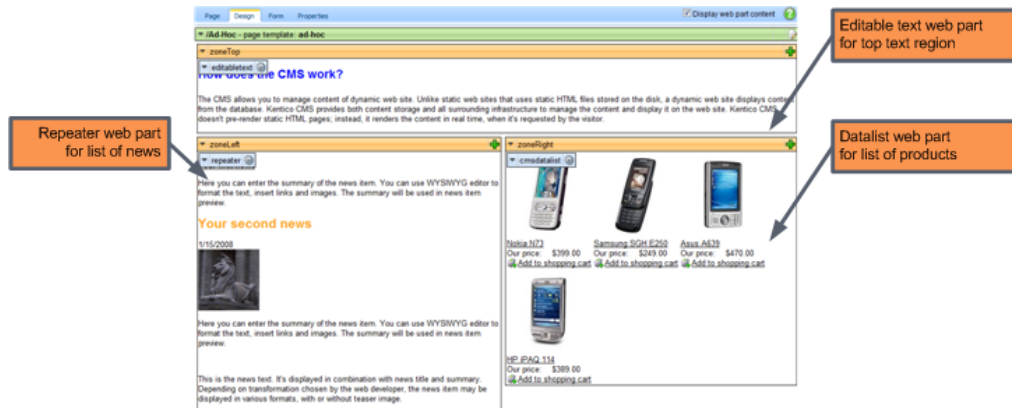 Page Design Form Properties
Display web part content
/Ad-Hoc - page template: ad-hoc
zoneTop
editabletext
How does the CMS work?
The CMS allows you to manage content of dynamic web site. Unlike static web sites that uses static HTML files stored on the disk, a dynamic web site displays content
from the database. Kentico CMS provides both content storage and all surrounding infrastructure to manage the content and display it on the web site. Kentico CMS
doesn't pre-render static HTML pages; instead, it renders the content in real time, when it's requested by the visitor.
Editable text web part
for top text region
Repeater web part
for list of news
zoneLeft
repeater
Here you can enter the summary of the news item. You can use WYSIWYG editor to
format the text, insert links and images. The summary will be used in news item
preview.
Your second news
1/15/2008
Here you can enter the summary of the news item. You can use WYSIWYG editor to
format the text, insert links and images. The summary will be used in news item
preview.
This is the news text. It's displayed in combination with news title and summary.
Depending on transformation chosen by the web developer, the news item may be
displayed in various formats, with or without teaser image.
zoneRight
cmsdatalist
Nokia N73 Samsung SGH E250 Asus A639
Our price: $399.00 Our price: $249.00 Our price: $470.00
Add to shopping cart Add to shopping cart Add to shopping cart
HP iPAQ 114
Our price: $389.00
Add to shopping cart
Datalist web part
for list of products